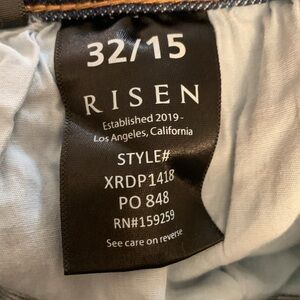 32/15
RISEN
Established 2019-
Los Angeles, California
STYLE#
XRDP1418
PO 848
RN#159259
See care on reverse